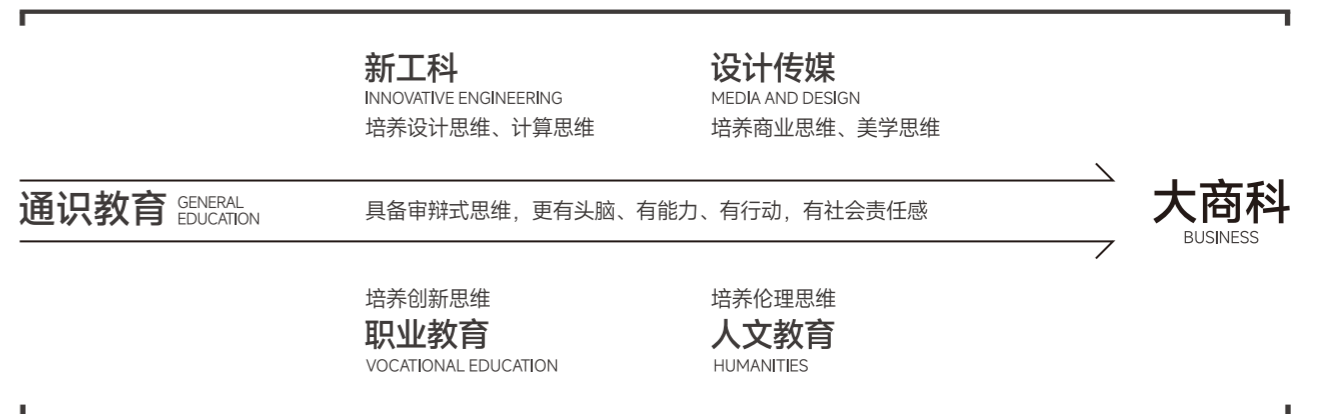 新工科
INNOVATIVE ENGINEERING
培养设计思维、计算思维
设计传媒
MEDIA AND DESIGN
培养商业思维、美学思维
通识教育
GENERAL
EDUCATION
具备审辩式思维，更有头脑、有能力、有行动，有社会责任感
大商科
BUSINESS
培养创新思维
职业教育
VOCATIONAL EDUCATION
培养伦理思维
人文教育
HUMANITIES